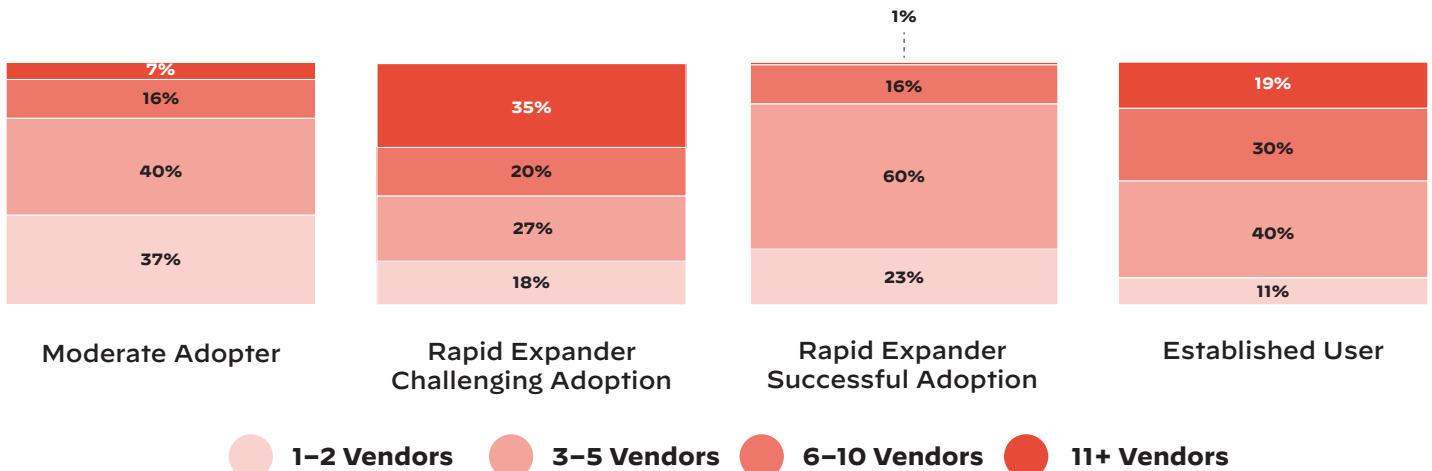 1%
7%
16%
40%
37%
35%
20%
27%
18%
16%
60%
23%
19%
30%
40%
11%
Moderate Adopter
Rapid Expander
Challenging Adoption
Rapid Expander
Successful Adoption
Established User
1–2 Vendors
3–5 Vendors
6–10 Vendors
11+ Vendors